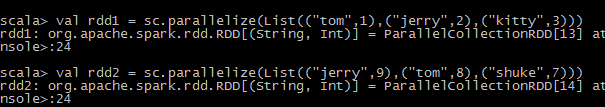 scala> val rdd1 = sc.parallelize(List(("tom",1),("jerry",2),("kitty",3)))
rdd1: org.apache.spark.rdd.RDD[(String, Int)] = ParallelCollectionRDD[13] at
nsole>:24
scala> val rdd2 = sc.parallelize(List(("jerry",9),("tom",8),("shuke",7)))
rdd2: org.apache.spark.rdd.RDD[(String, Int)] = ParallelCollectionRDD[14] at
nsole>:24